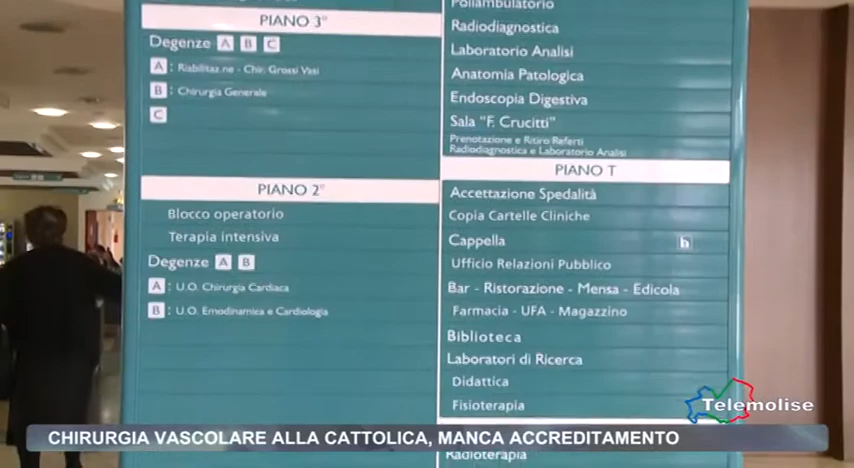 PIANO 3°
Degenze A B C
A : Riabilitaz.ne - Chir. Grossi Vasi
B : Chirurgia Generale
C
PIANO 2°
Blocco operatorio
Terapia intensiva
Degenze A B
A : U.O. Chirurgia Cardiaca
B : U.O. Emodinamica e Cardiologia
Poliambulatorio
Radiodiagnostica
Laboratorio Analisi
Anatomia Patologica
Endoscopia Digestiva
Sala "F. Crucitti"
Prenotazione e Ritiro Referti
Radiodiagnostica e Laboratorio Analisi
PIANO T
Accettazione Spedalità
Copia Cartelle Cliniche
Cappella h
Ufficio Relazioni Pubblico
Bar - Ristorazione - Mensa - Edicola
Farmacia - UFA - Magazzino
Biblioteca
Laboratori di Ricerca
Didattica
Fisioterapia
Radioterapia
Telemolise
CHIRURGIA VASCOLARE ALLA CATTOLICA, MANCA ACCREDITAMENTO